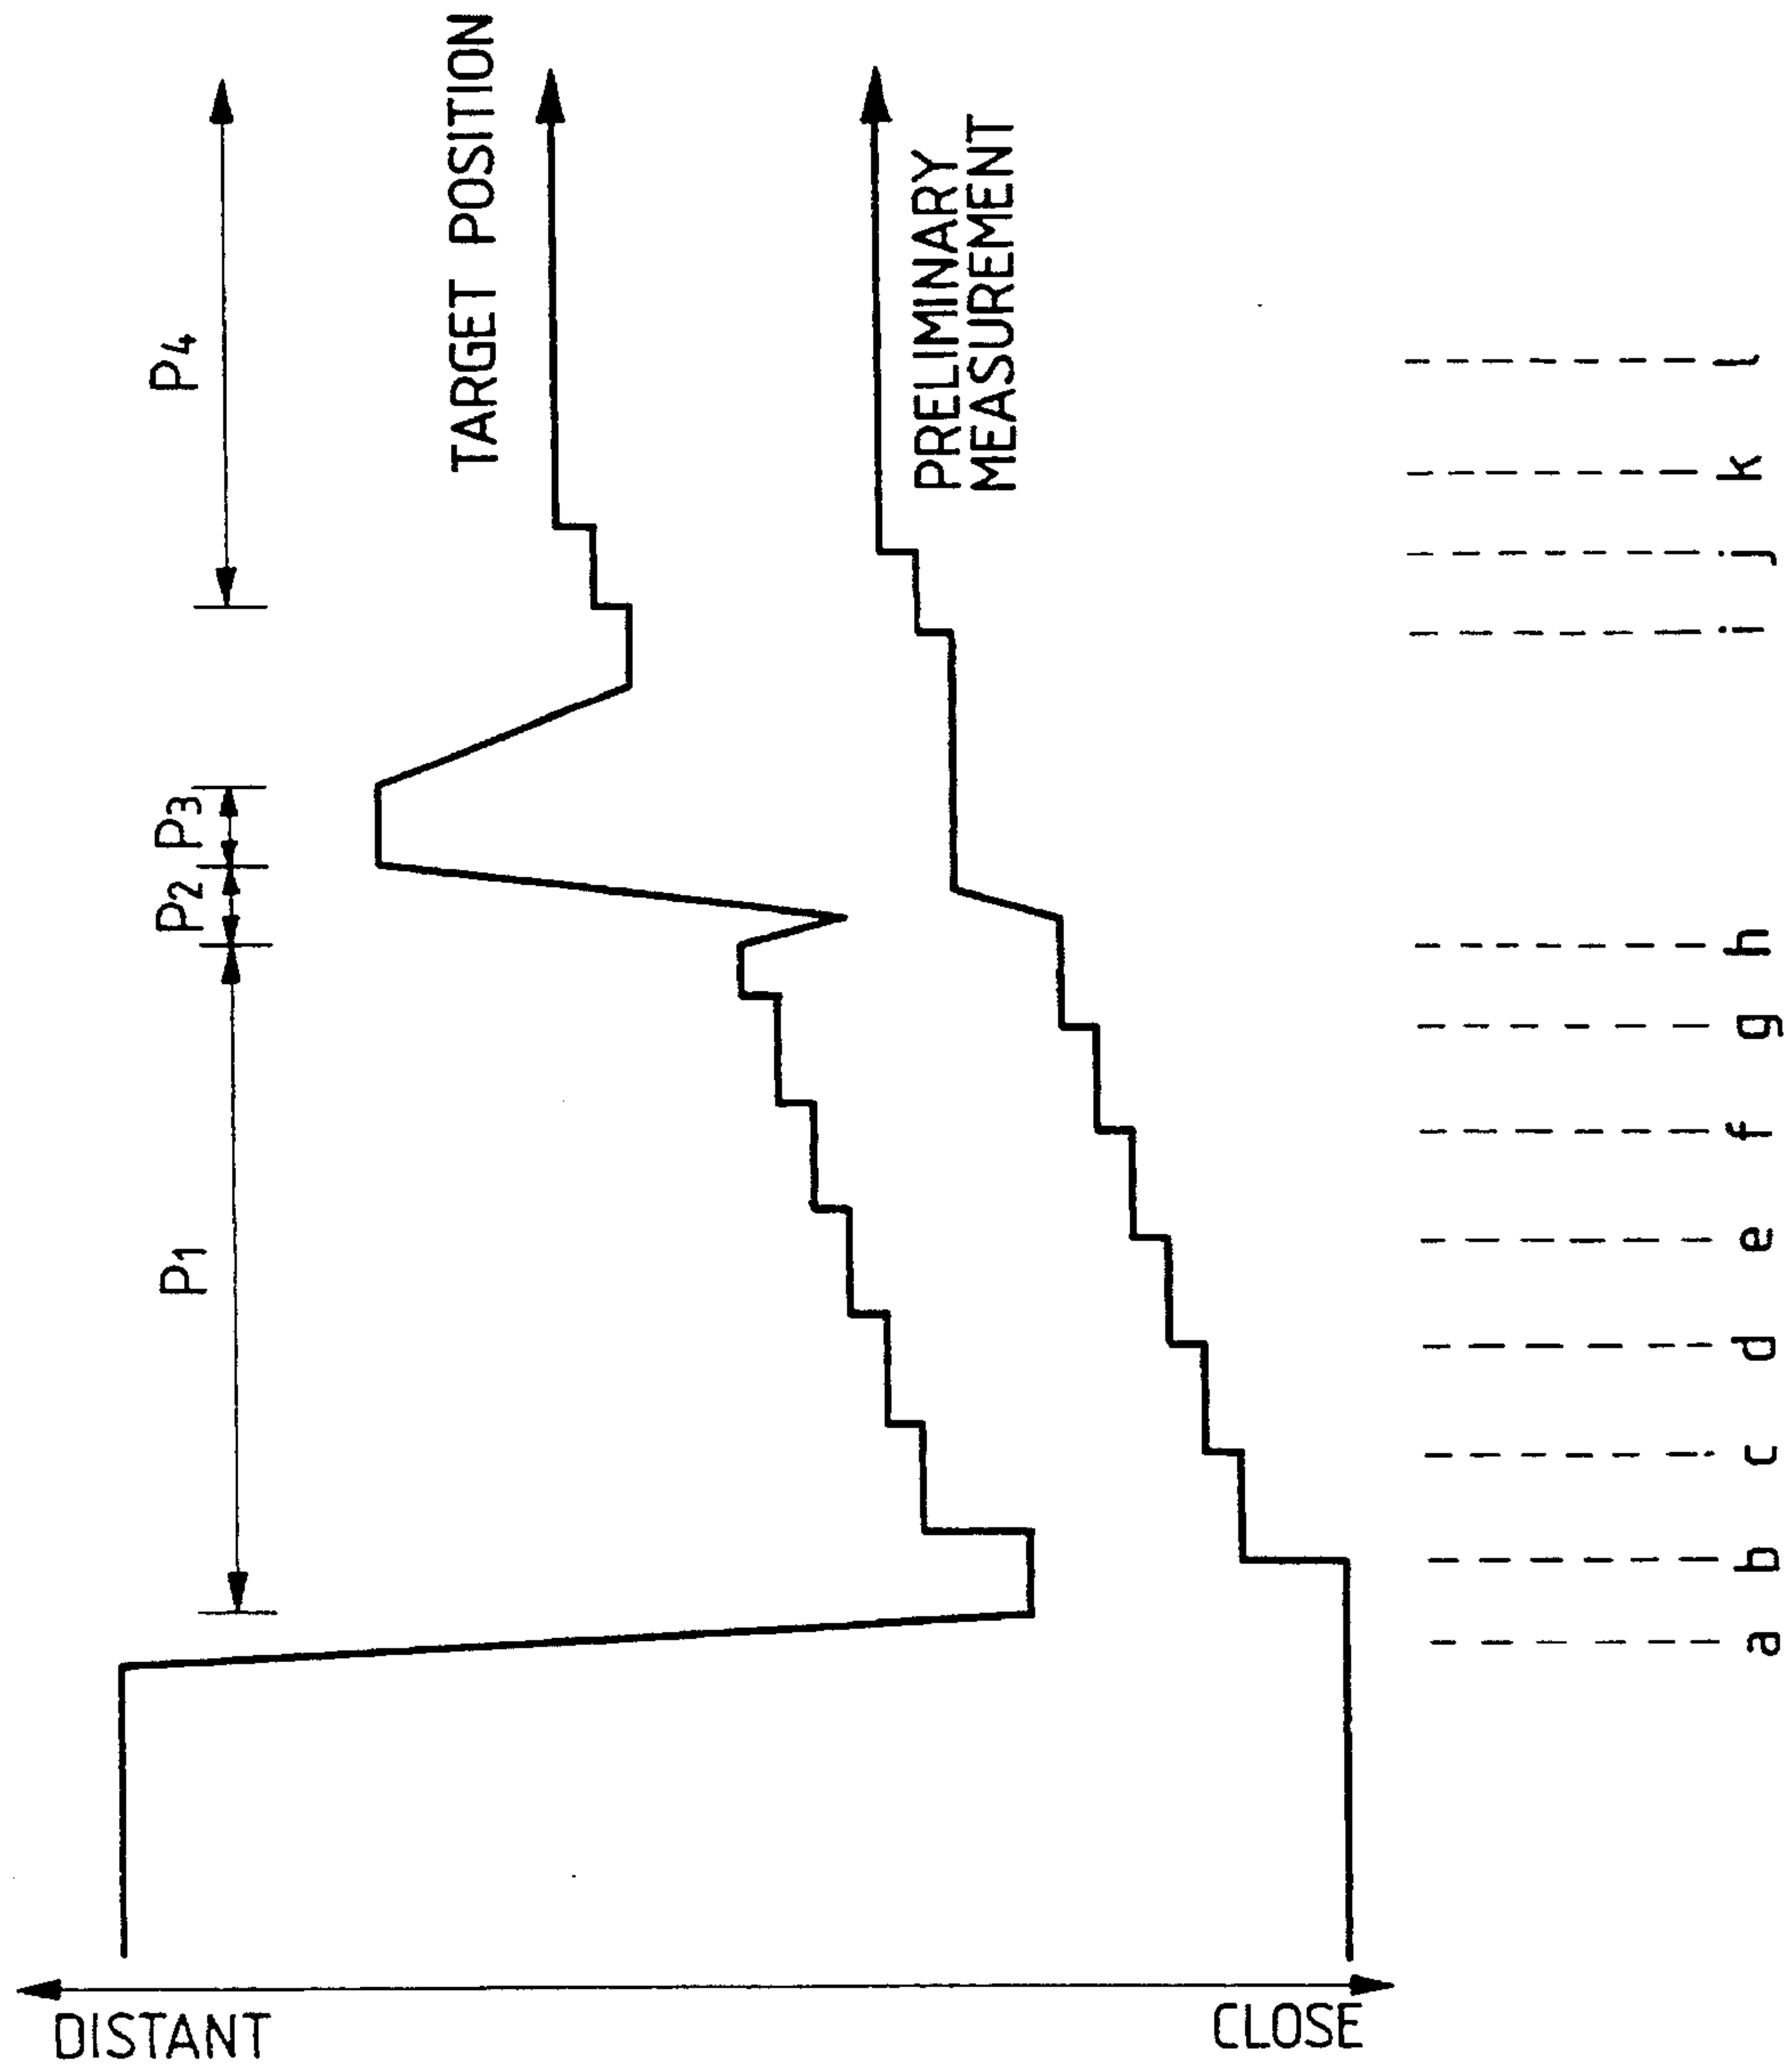 P1
P2
P3
P4
TARGET POSITION
PRELIMINARY
MEASUREMENT
DISTANT
CLOSE
a
b
c
d
e
f
g
h
i
j
k
l